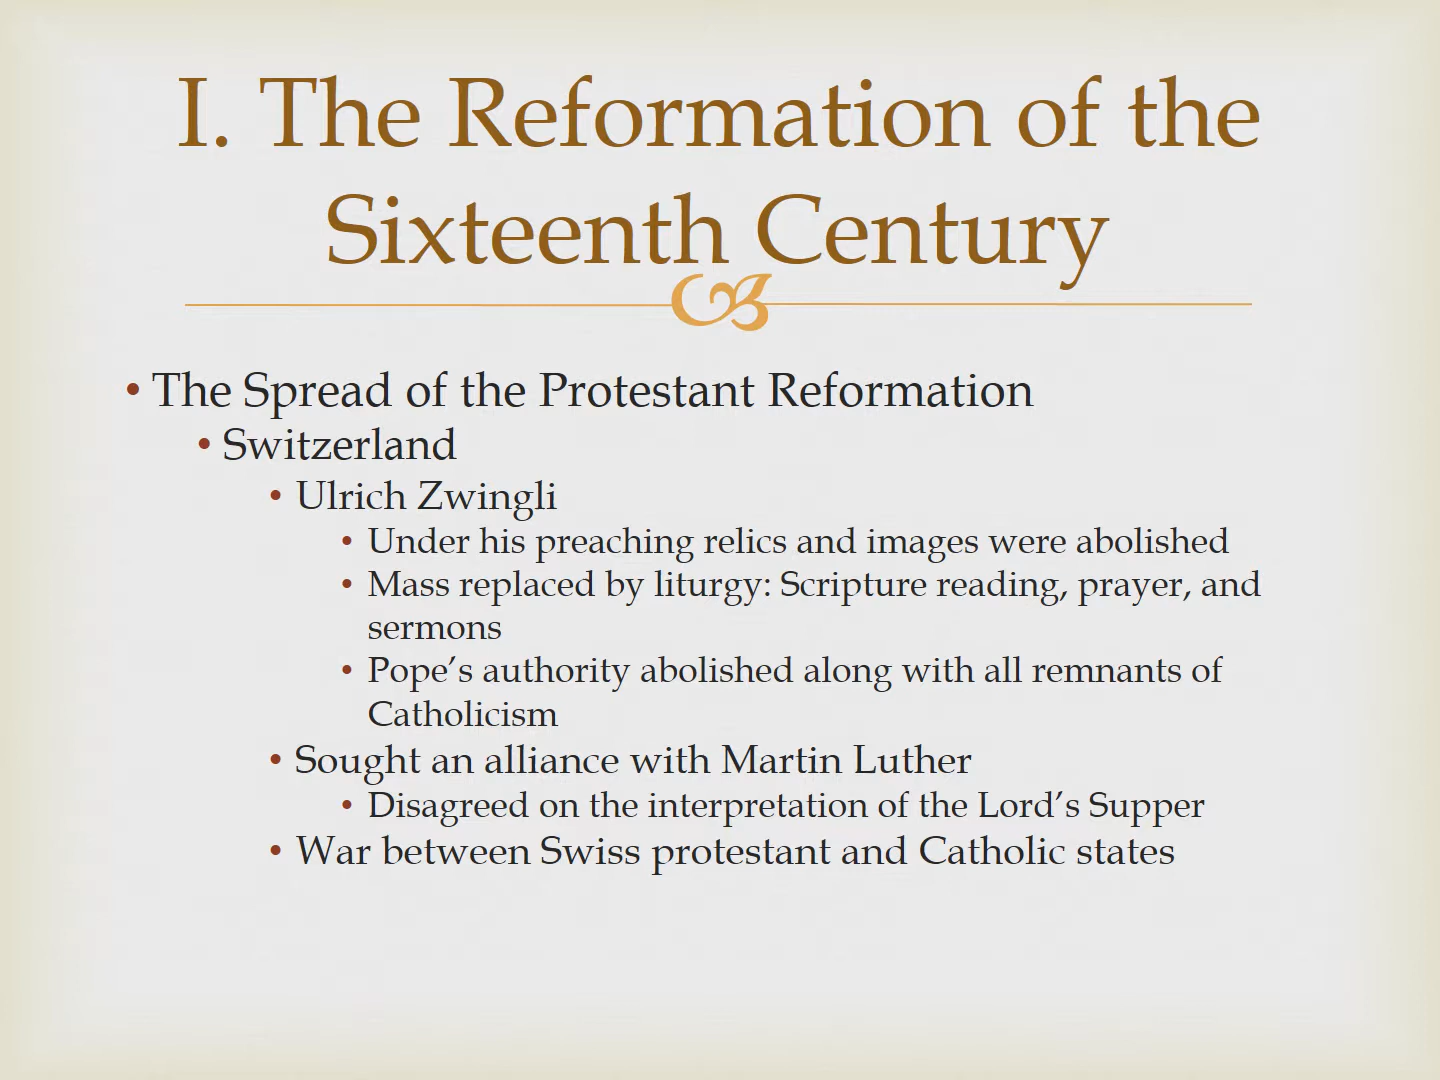 I. The Reformation of the
Sixteenth Century
• The Spread of the Protestant Reformation
• Switzerland
• Ulrich Zwingli
• Under his preaching relics and images were abolished
• Mass replaced by liturgy: Scripture reading, prayer, and
sermons
• Pope’s authority abolished along with all remnants of
Catholicism
• Sought an alliance with Martin Luther
• Disagreed on the interpretation of the Lord’s Supper
• War between Swiss protestant and Catholic states